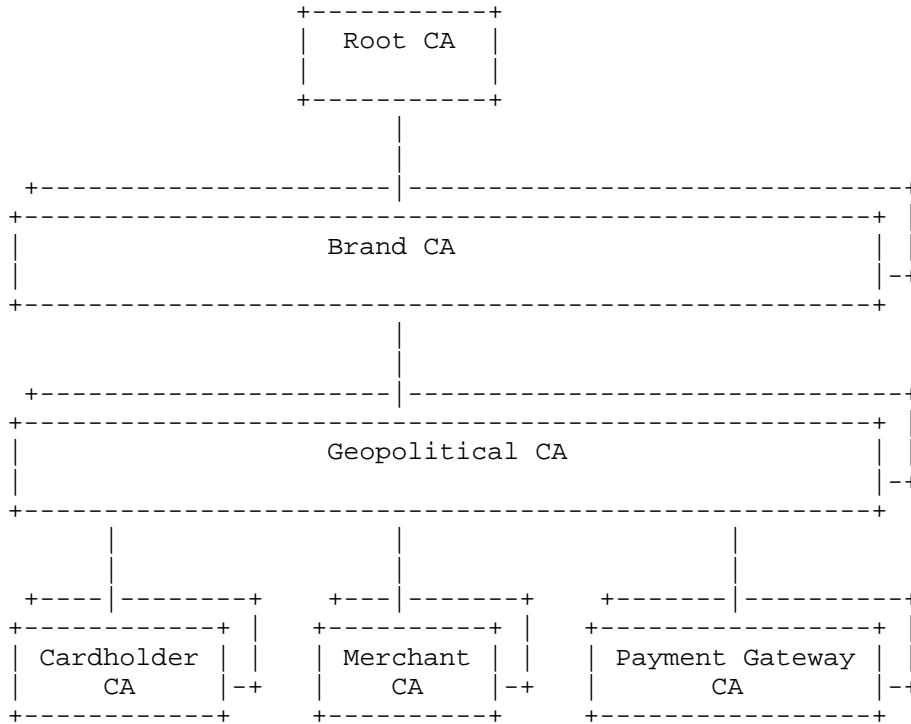 Root CA
Brand CA
Geopolitical CA
Cardholder CA
Merchant CA
Payment Gateway CA